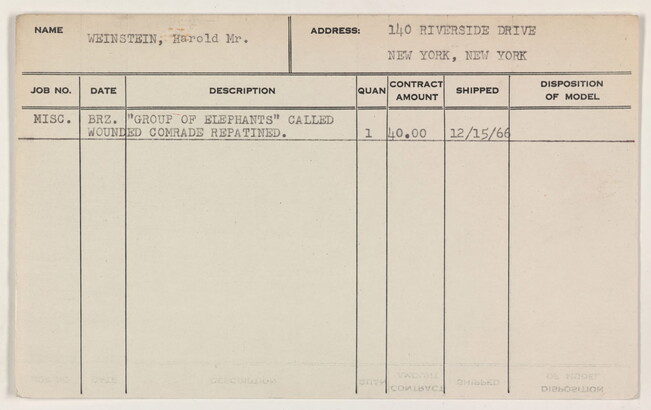 NAME WEINSTEIN, Harold Mr. ADDRESS: 140 RIVERSIDE DRIVE
NEW YORK, NEW YORK
JOB NO. DATE DESCRIPTION QUAN CONTRACT AMOUNT SHIPPED DISPOSITION OF MODEL
MISC. BRZ. "GROUP OF ELEPHANTS" CALLED
WOUNDED COMRADE REPATINED. 1 40.00 12/15/66